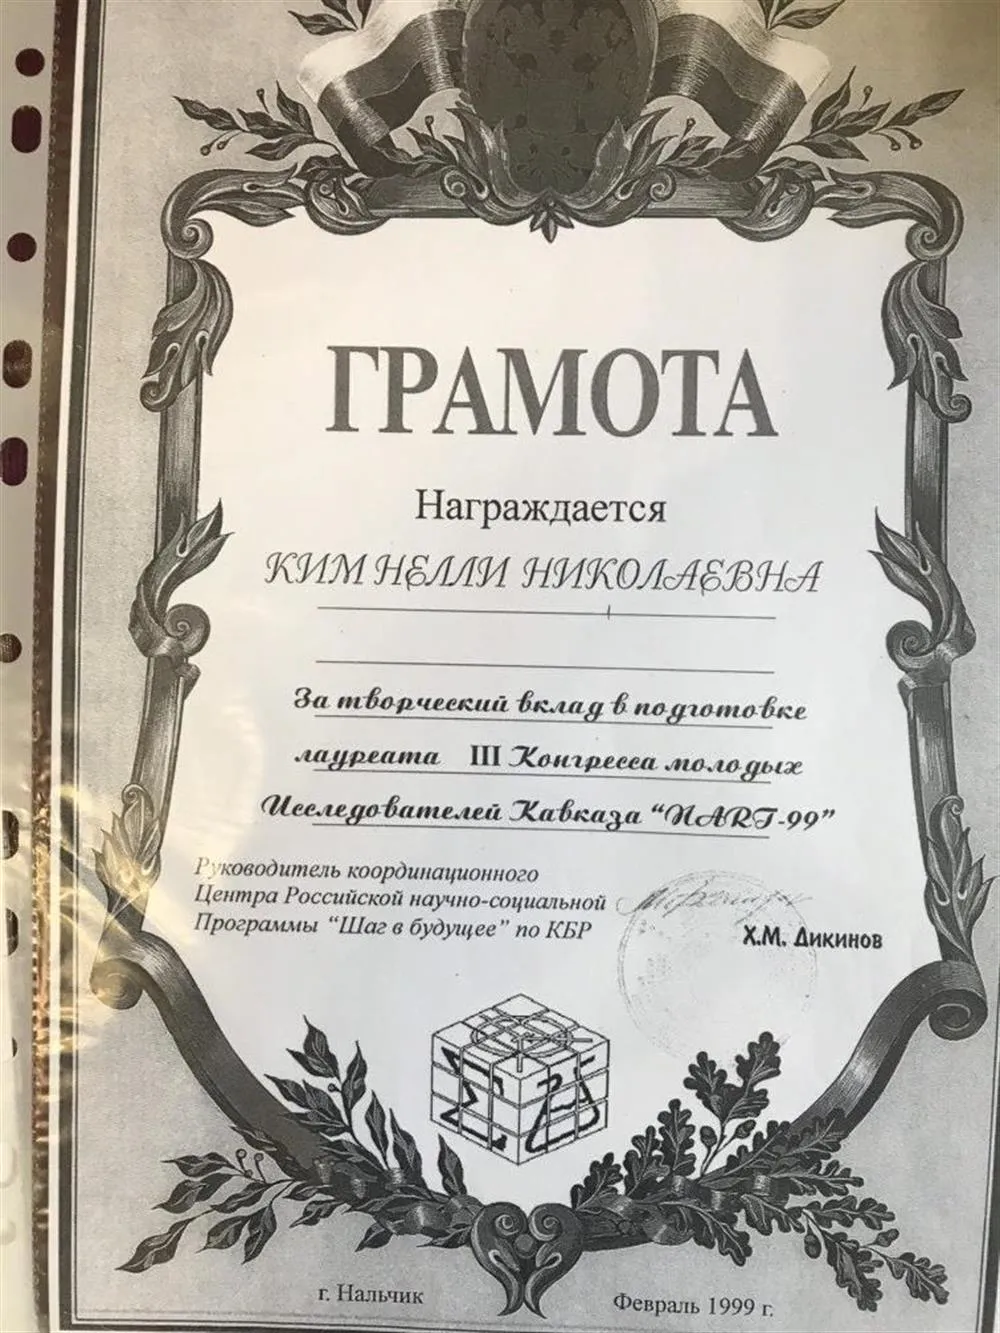 ГРАМОТА
Награждается
КИМ НЕЛЛИ НИКОЛАЕВНА
За творческий вклад в подготовке
лауреата III Конгресса молодых
Исследователей Кавказа “NART-99”
Руководитель координационного
Центра Российской научно-социальной
Программы “Шаг в будущее” по КБР
Х.М. Дикинов
г. Нальчик
Февраль 1999 г.